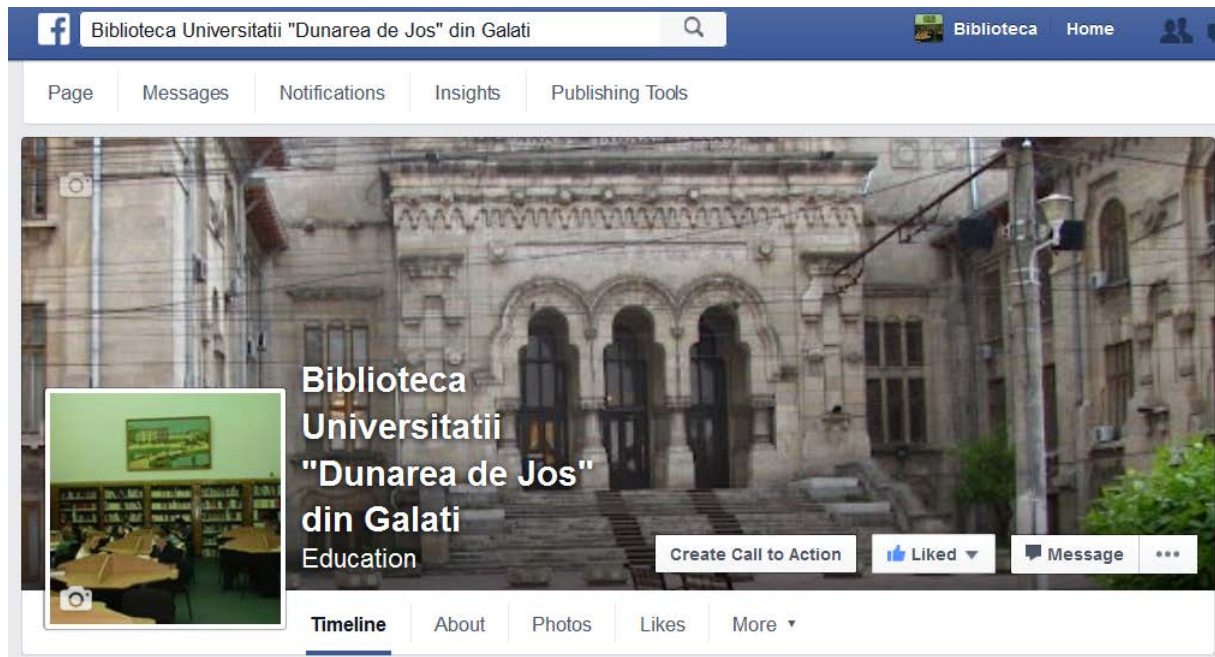 f Biblioteca Universitatii "Dunarea de Jos" din Galati Biblioteca Home
Page Messages Notifications Insights Publishing Tools
Biblioteca
Universitatii
"Dunarea de Jos"
din Galati
Education
Create Call to Action Liked Message
Timeline About Photos Likes More